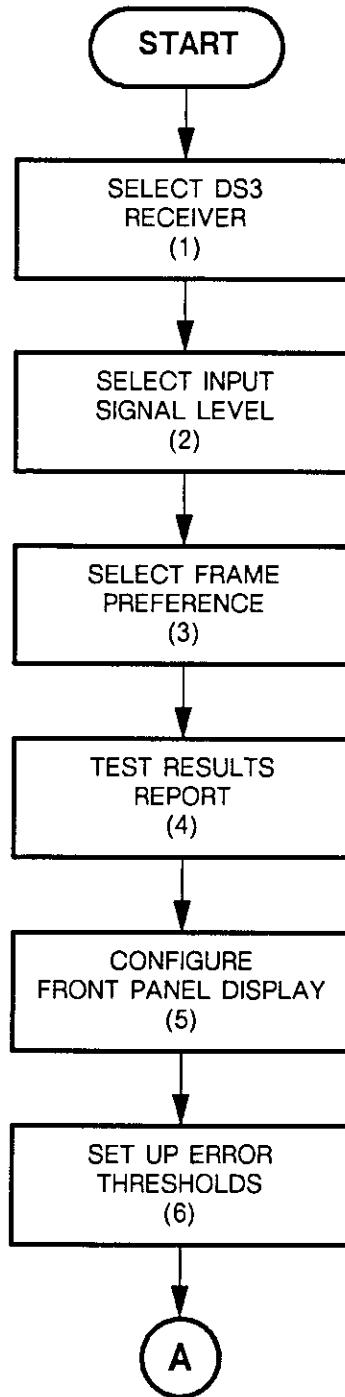 START
SELECT DS3
RECEIVER
(1)
SELECT INPUT
SIGNAL LEVEL
(2)
SELECT FRAME
PREFERENCE
(3)
TEST RESULTS
REPORT
(4)
CONFIGURE
FRONT PANEL DISPLAY
(5)
SET UP ERROR
THRESHOLDS
(6)
A